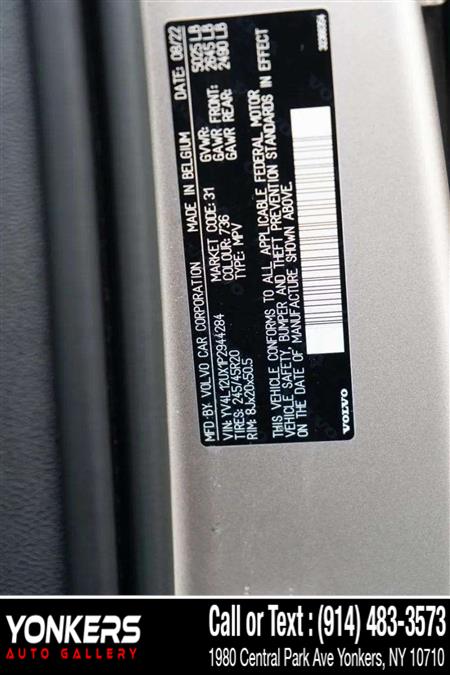 MFD BY: VOLVO CAR CORPORATION MADE IN BELGIUM DATE: 08/22
VIN: YV4L12UX1P2944284 MARKET CODE: 31 GVWR: 5025 LB
TIRES: 245/45R20 COLOUR: 736 GAWR FRONT: 2645 LB
RIM: 8Jx20x50.5 TYPE: MPV GAWR REAR: 2490 LB
THIS VEHICLE CONFORMS TO ALL APPLICABLE FEDERAL MOTOR
VEHICLE SAFETY, BUMPER AND THEFT PREVENTION STANDARDS IN EFFECT
ON THE DATE OF MANUFACTURE SHOWN ABOVE.
VOLVO
YONKERS
AUTO GALLERY
Call or Text : (914) 483-3573
1980 Central Park Ave Yonkers, NY 10710